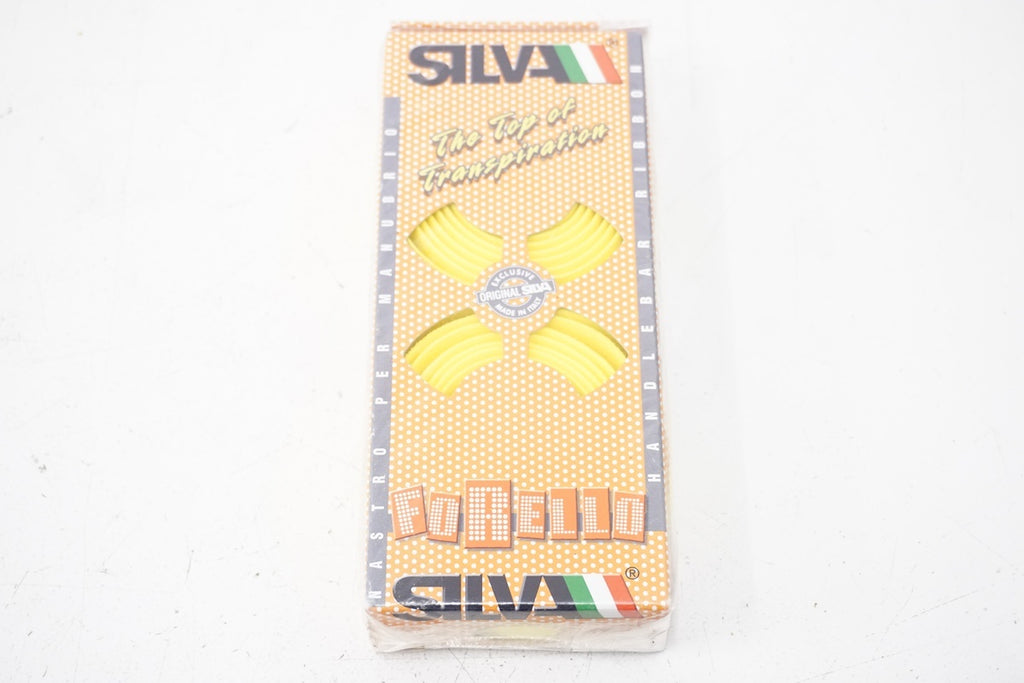 SILVA®
The Top of
Transpiration
NASTRO PER MANUBRIO
HANDLEBAR RIBBON
EXCLUSIVE
ORIGINAL SILVA
MADE IN ITALY
FORELLO
SILVA®